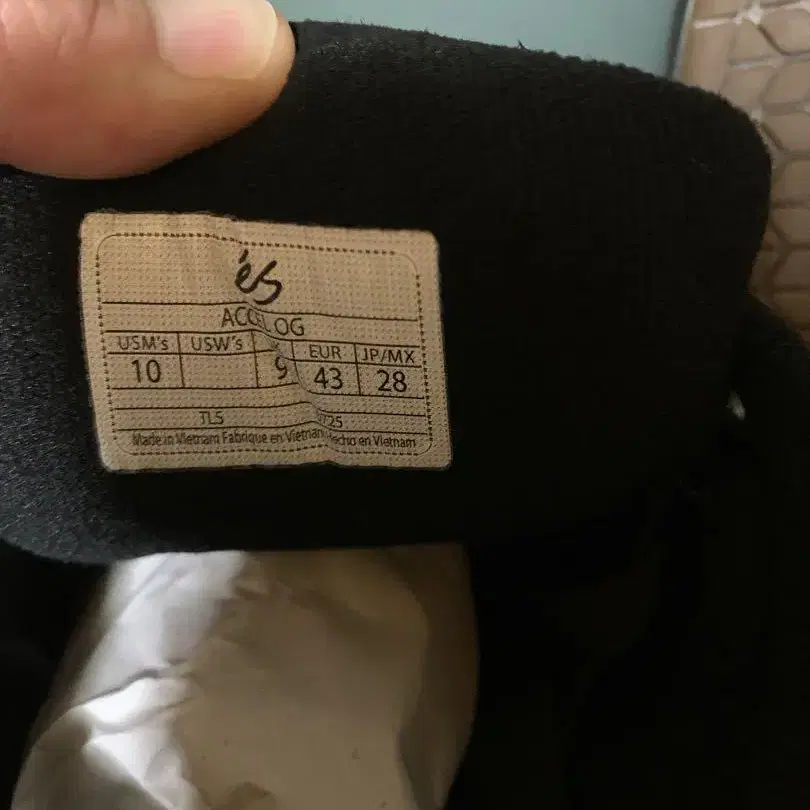 éS
ACCEL OG
USM's USW's EUR JP/MX
10 9 43 28
TLS
Made in Vietnam Fabrique en Vietnam Hecho en Vietnam